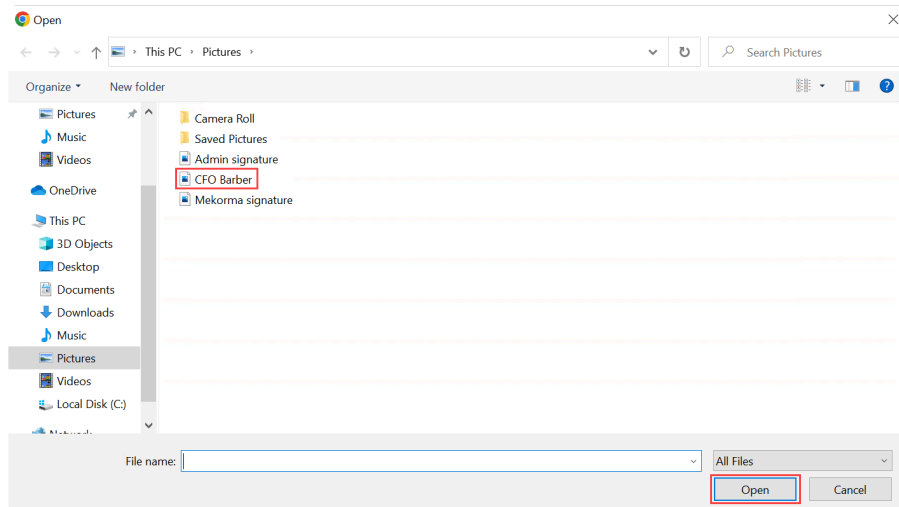 Open
This PC › Pictures ›
Search Pictures
Organize
New folder
?
Pictures
Music
Videos
OneDrive
This PC
3D Objects
Desktop
Documents
Downloads
Music
Pictures
Videos
Local Disk (C:)
Network
Camera Roll
Saved Pictures
Admin signature
CFO Barber
Mekorma signature
File name:
All Files
Open
Cancel